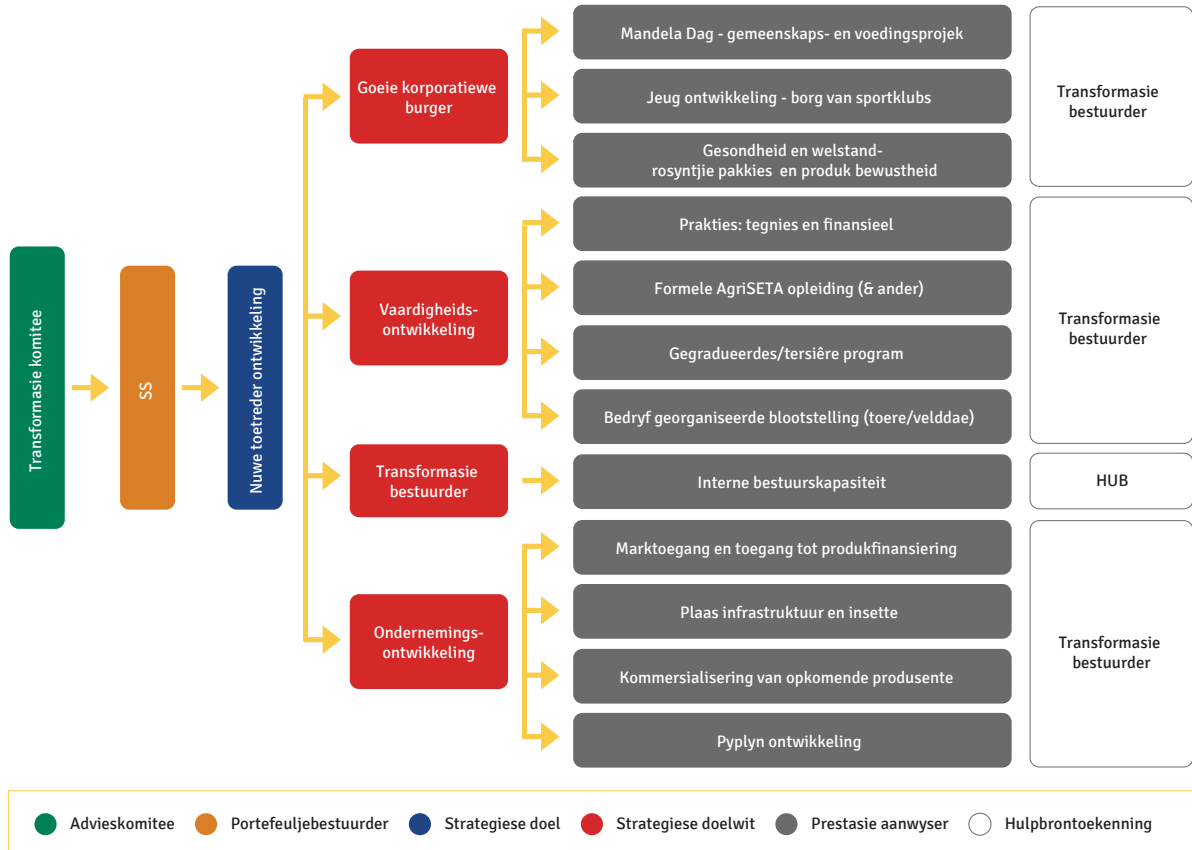 Transformasie komitee
SS
Nuwe toetreder ontwikkeling
Goeie korporatiewe
burger
Mandela Dag - gemeenskaps- en voedingsprojek
Jeug ontwikkeling - borg van sportklubs
Gesondheid en welstand-
rosyntjie pakkies en produk bewustheid
Transformasie
bestuurder
Vaardigheids-
ontwikkeling
Prakties: tegnies en finansieel
Formele AgriSETA opleiding (& ander)
Gegradueerdes/tersiêre program
Bedryf georganiseerde blootstelling (toere/velddae)
Transformasie
bestuurder
Transformasie
bestuurder
Interne bestuurskapasiteit
HUB
Ondernemings-
ontwikkeling
Marktoegang en toegang tot produkfinansiering
Plaas infrastruktuur en insette
Kommersialisering van opkomende produsente
Pyplyn ontwikkeling
Transformasie
bestuurder
Advieskomitee
Portefeuljebestuurder
Strategiese doel
Strategiese doelwit
Prestasie aanwyser
Hulpbrontoekenning